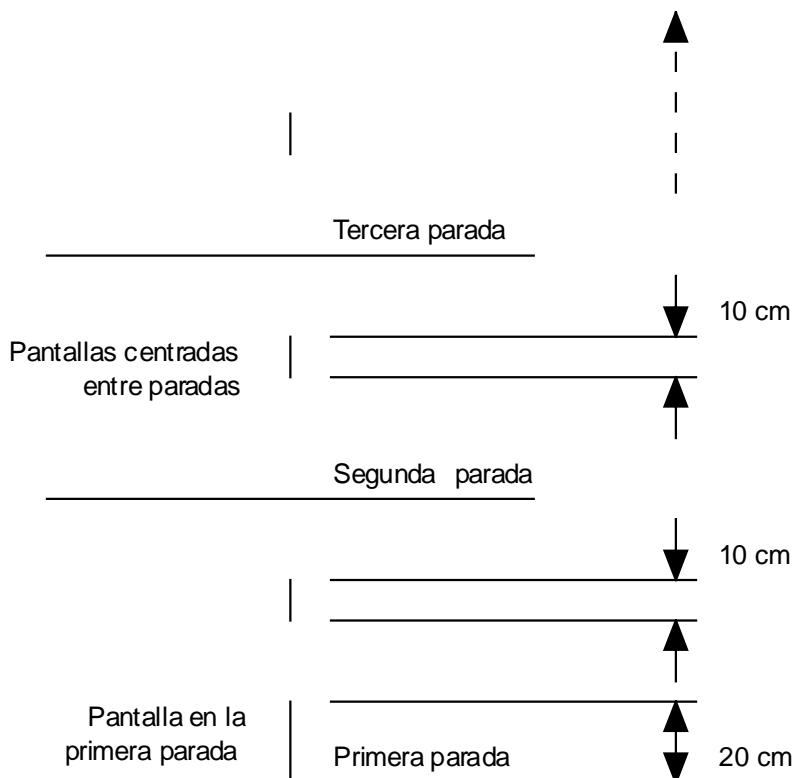 Tercera parada
10 cm
Pantallas centradas
entre paradas
Segunda parada
10 cm
Pantalla en la
primera parada
Primera parada
20 cm